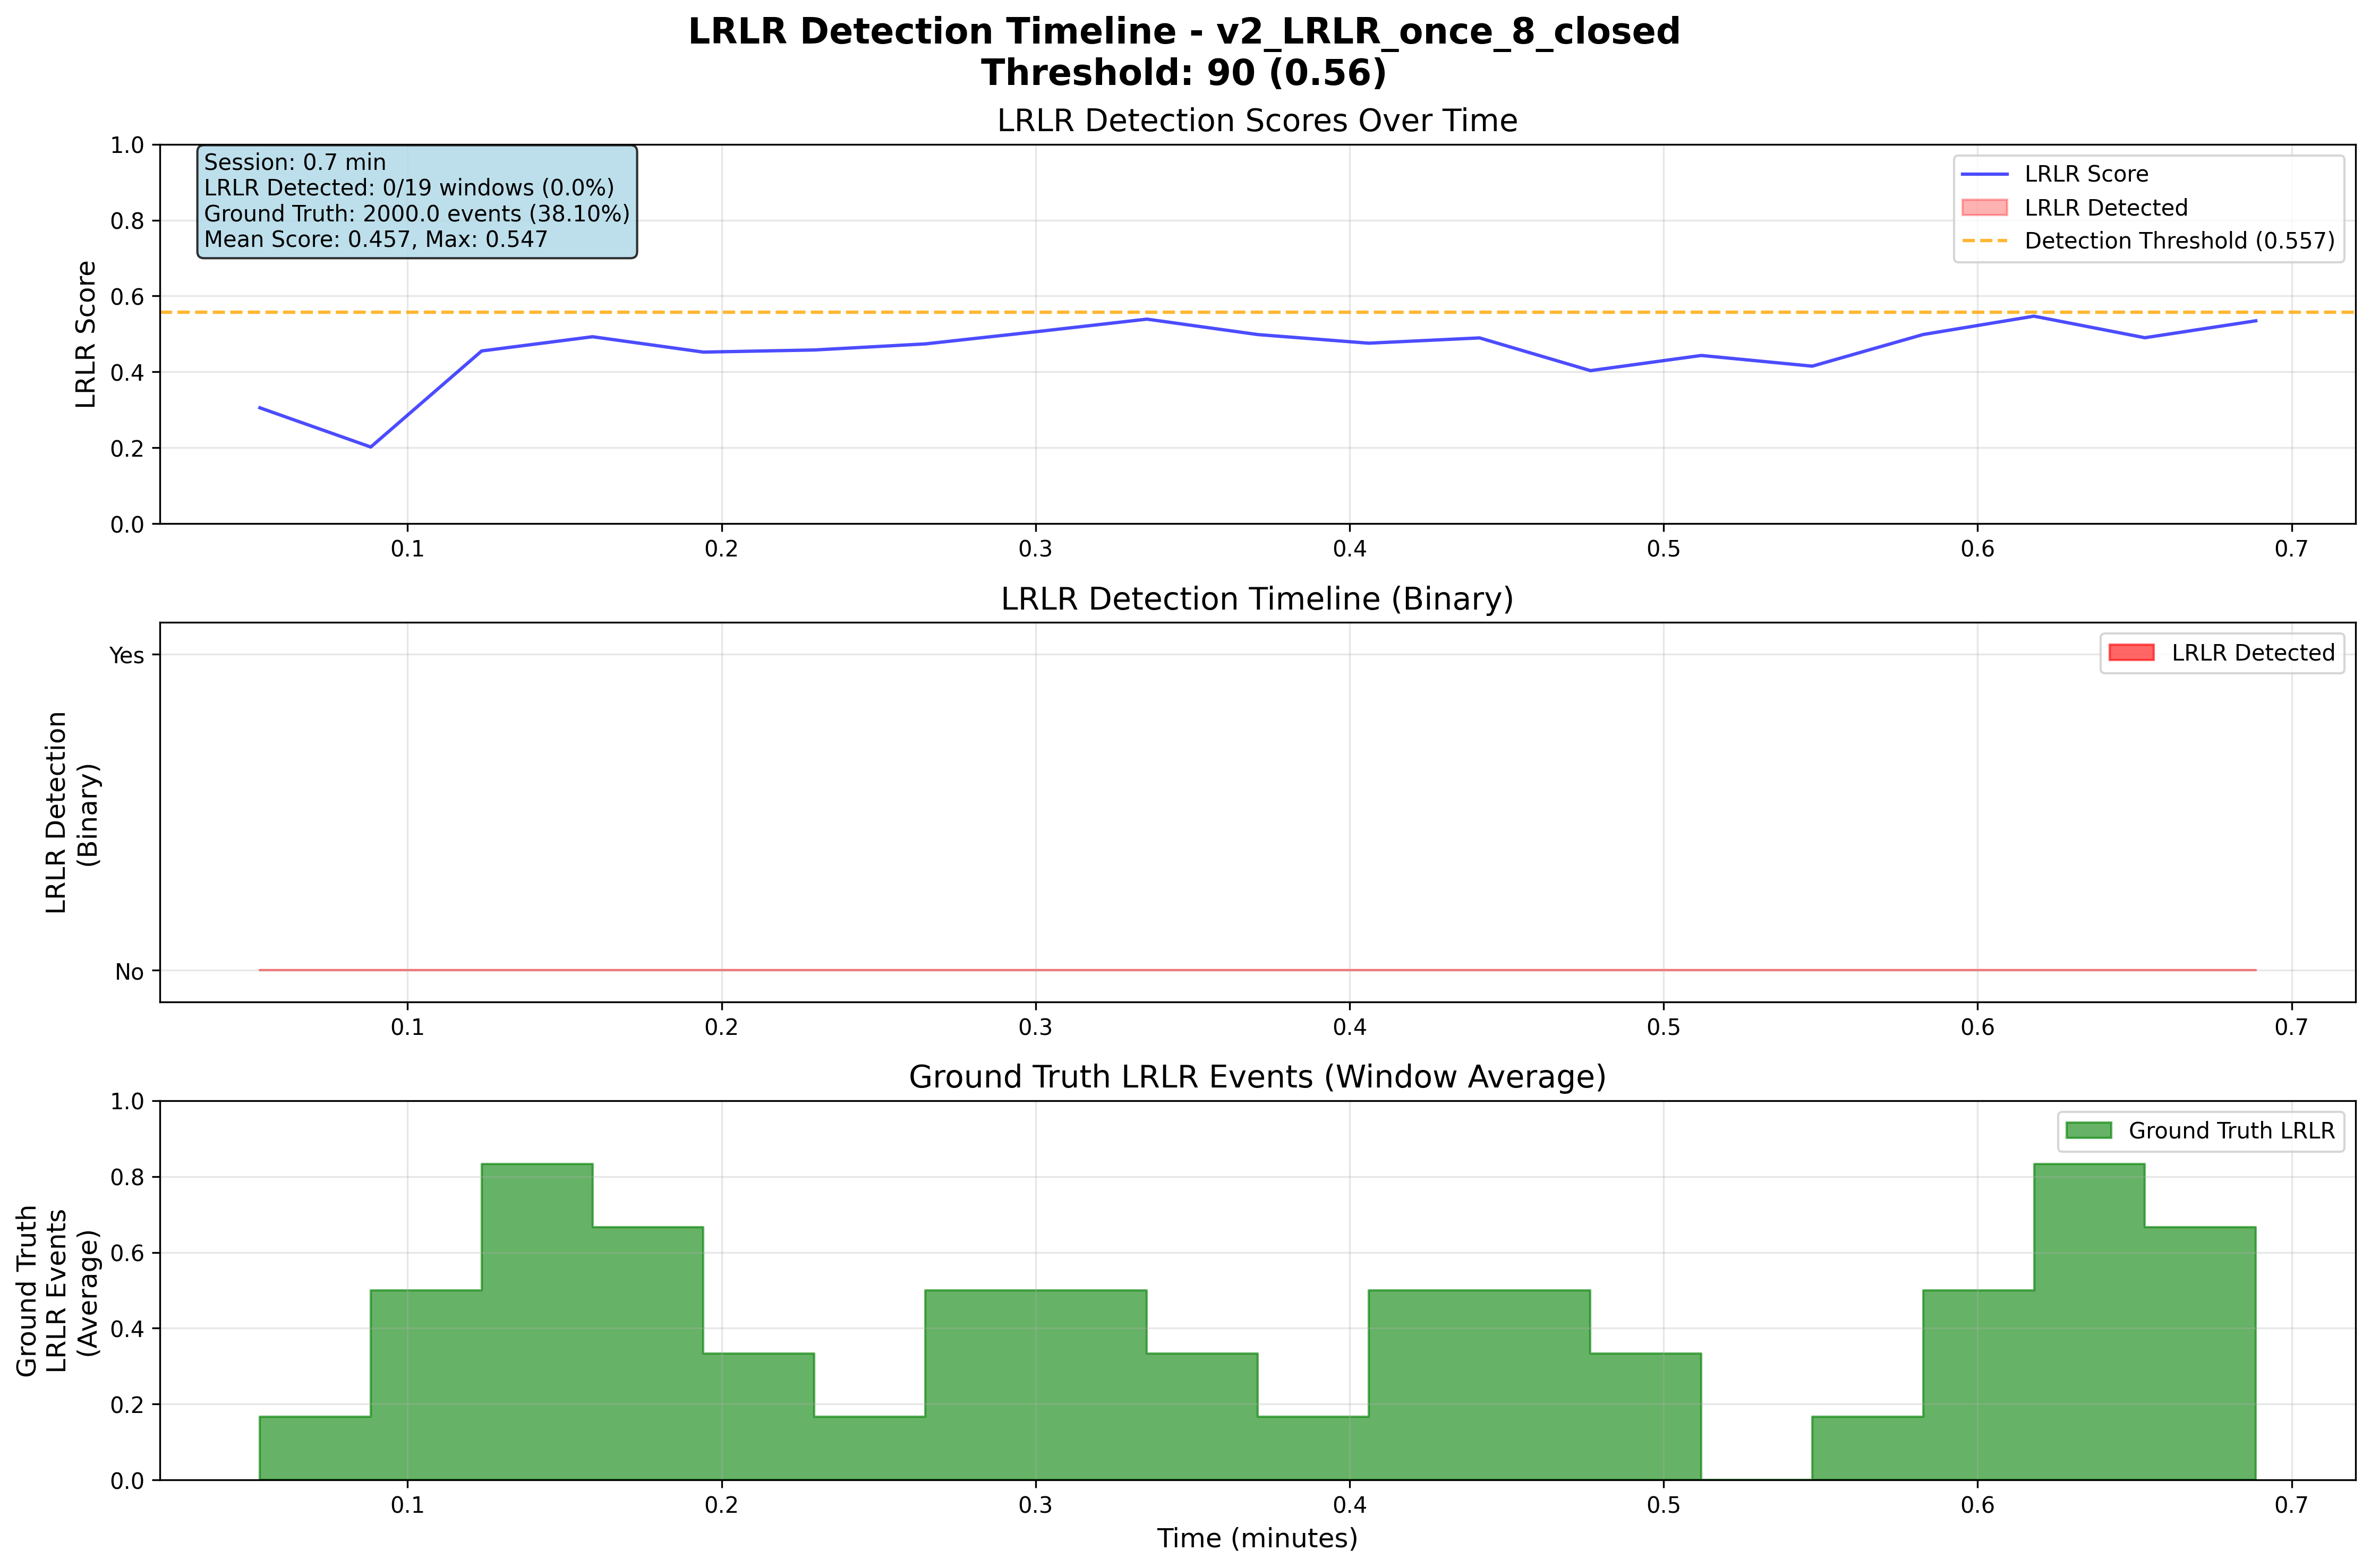 LRLR Detection Timeline - v2_LRLR_once_8_closed
Threshold: 90 (0.56)
LRLR Detection Scores Over Time
Session: 0.7 min
LRLR Detected: 0/19 windows (0.0%)
Ground Truth: 2000.0 events (38.10%)
Mean Score: 0.457, Max: 0.547
LRLR Score
LRLR Detected
Detection Threshold (0.557)
LRLR Score
1.0
0.8
0.6
0.4
0.2
0.0
0.1 0.2 0.3 0.4 0.5 0.6 0.7
LRLR Detection Timeline (Binary)
LRLR Detected
LRLR Detection
(Binary)
Yes
No
0.1 0.2 0.3 0.4 0.5 0.6 0.7
Ground Truth LRLR Events (Window Average)
Ground Truth LRLR
Ground Truth
LRLR Events
(Average)
1.0
0.8
0.6
0.4
0.2
0.0
0.1 0.2 0.3 0.4 0.5 0.6 0.7
Time (minutes)